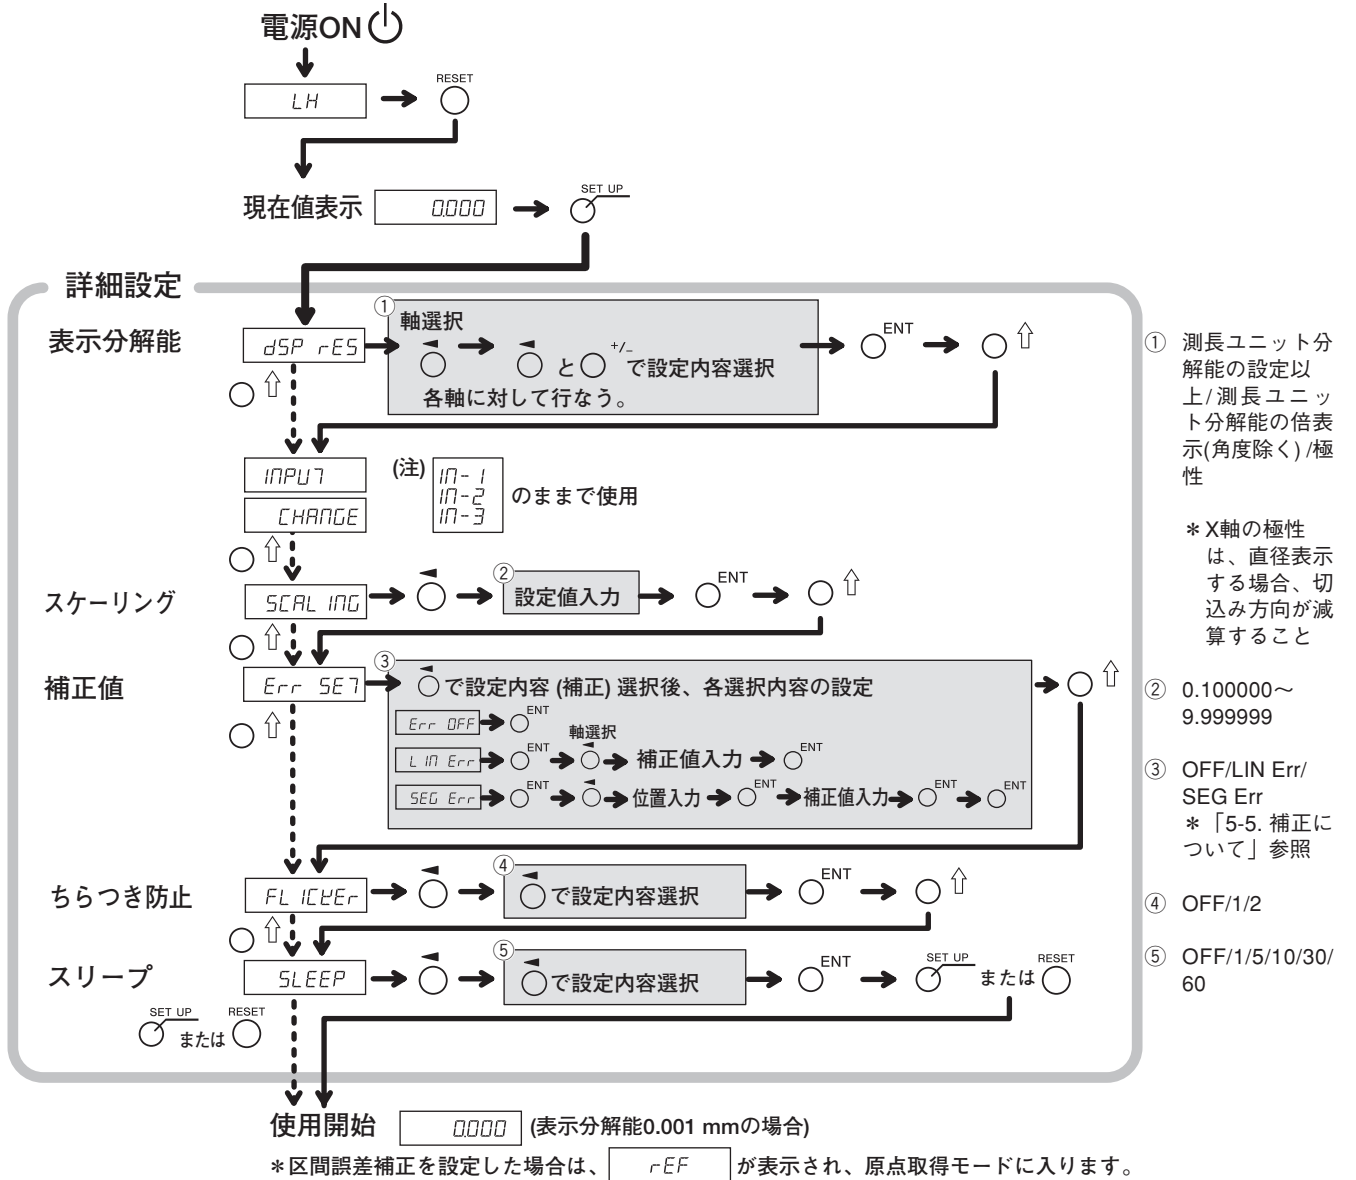 電源ON
LH
RESET
現在値表示 0.000
SET UP
詳細設定
表示分解能
dSP rES
①
軸選択
と +/- で設定内容選択
各軸に対して行なう。
ENT
INPUT
CHANGE
(注)
IN-1
IN-2
IN-3
のままで使用
スケーリング
SCALING
②
設定値入力
ENT
補正値
Err SET
③
で設定内容 (補正) 選択後、各選択内容の設定
Err OFF ENT
軸選択
LIN Err ENT 補正値入力 ENT
SEG Err ENT 位置入力 ENT 補正値入力 ENT ENT
ちらつき防止
FLICKEr
④
で設定内容選択
ENT
スリープ
SLEEP
⑤
で設定内容選択
ENT
SET UP または RESET
SET UP または RESET
使用開始 0.000 (表示分解能0.001 mmの場合)
＊区間誤差補正を設定した場合は、 rEF が表示され、原点取得モードに入ります。
① 測長ユニット分
解能の設定以
上/測長ユニッ
ト分解能の倍表
示(角度除く)/極
性
＊X軸の極性
は、直径表示
する場合、切
込み方向が減
算すること
② 0.100000～
9.999999
③ OFF/LIN Err/
SEG Err
＊「5-5. 補正に
ついて」参照
④ OFF/1/2
⑤ OFF/1/5/10/30/
60